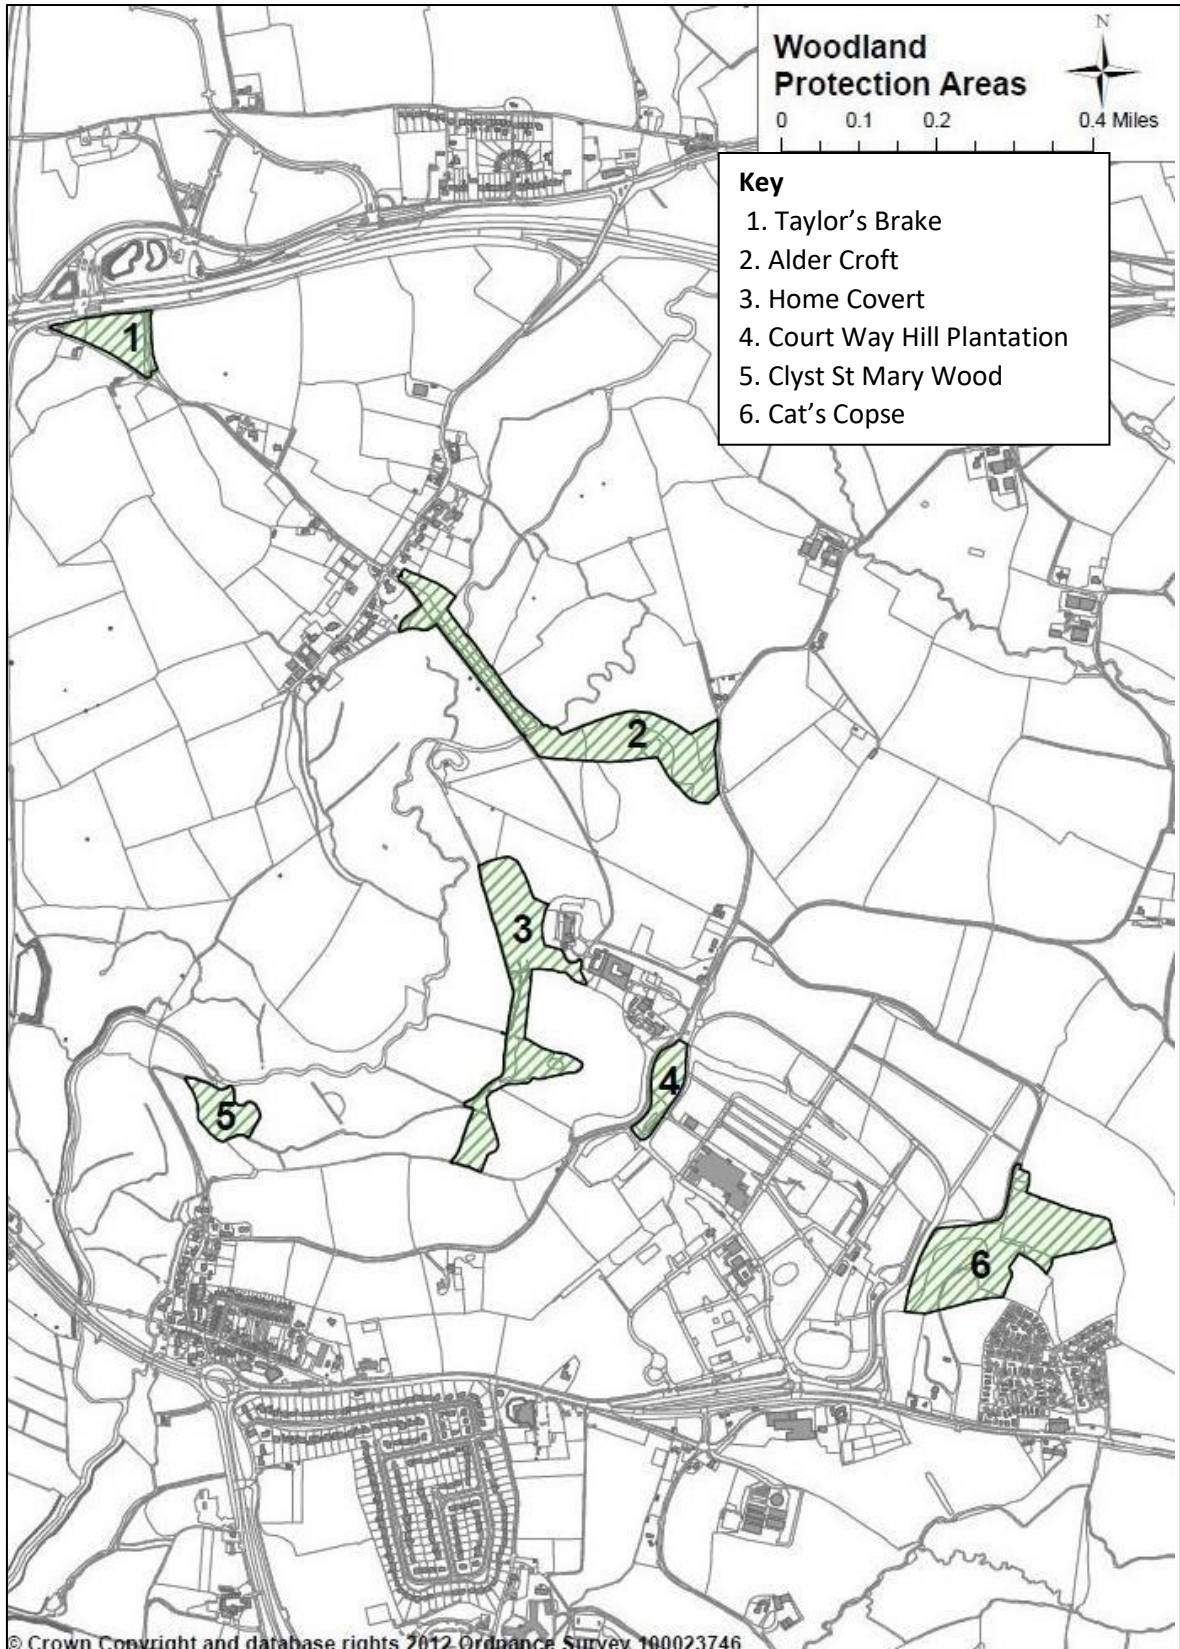 Woodland
Protection Areas
N
0 0.1 0.2 0.4 Miles
Key
1. Taylor’s Brake
2. Alder Croft
3. Home Covert
4. Court Way Hill Plantation
5. Clyst St Mary Wood
6. Cat’s Copse
1
2
3
4
5
6
© Crown Copyright and database rights 2012 Ordnance Survey 100023746